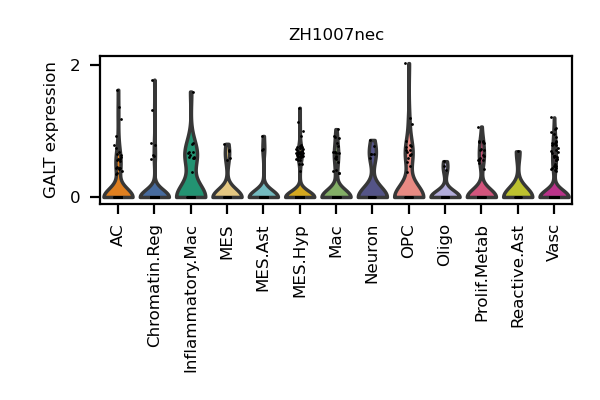 ZH1007nec
GALT expression
2
0
AC
Chromatin.Reg
Inflammatory.Mac
MES
MES.Ast
MES.Hyp
Mac
Neuron
OPC
Oligo
Prolif.Metab
Reactive.Ast
Vasc